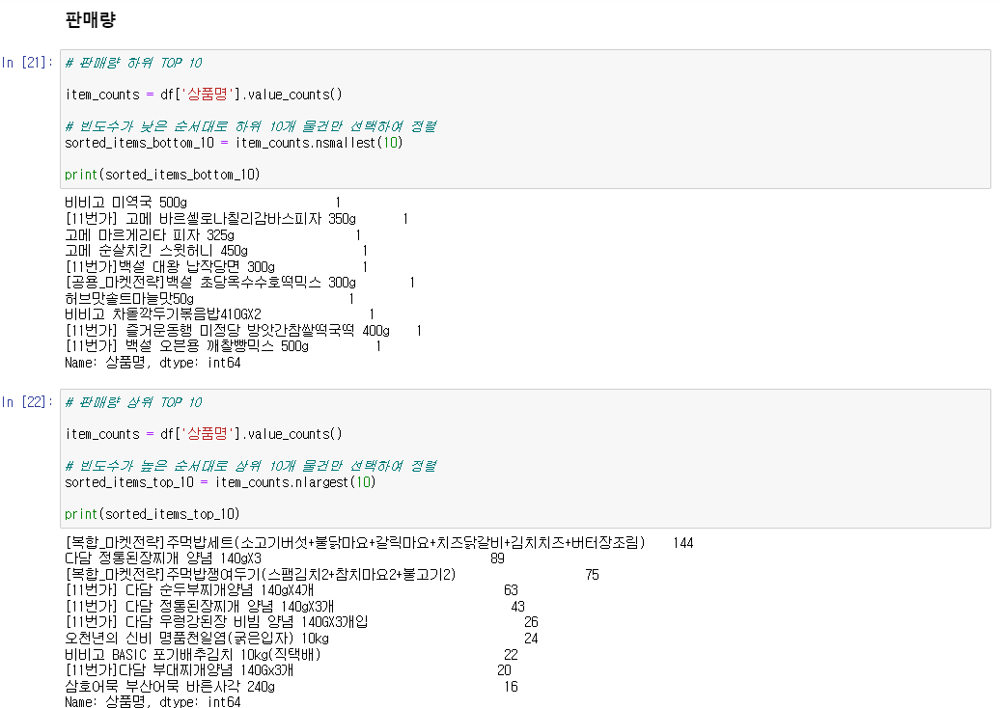 판매량
In [21]: # 판매량 하위 TOP 10
item_counts = df['상품명'].value_counts()
# 빈도수가 낮은 순서대로 하위 10개 물건만 선택하여 정렬
sorted_items_bottom_10 = item_counts.nsmallest(10)
print(sorted_items_bottom_10)
비비고 미역국 500g 1
[11번가] 고메 바르셀로나칠리감바스피자 350g 1
고메 마르게리타 피자 325g 1
고메 순살치킨 스윗허니 450g 1
[11번가]백설 대왕 납작당면 300g 1
[공용_마켓전략]백설 초당옥수수호떡믹스 300g 1
허브맛솔트마늘맛50g 1
비비고 차돌깍두기볶음밥410GX2 1
[11번가] 즐거운동행 미정당 방앗간참쌀떡국떡 400g 1
[11번가] 백설 오븐용 깨찰빵믹스 500g 1
Name: 상품명, dtype: int64
In [22]: # 판매량 상위 TOP 10
item_counts = df['상품명'].value_counts()
# 빈도수가 높은 순서대로 상위 10개 물건만 선택하여 정렬
sorted_items_top_10 = item_counts.nlargest(10)
print(sorted_items_top_10)
[복합_마켓전략]주먹밥세트(소고기버섯+불닭마요+갈릭마요+치즈닭갈비+김치치즈+버터장조림) 144
다담 정통된장찌개 양념 140gX3 89
[복합_마켓전략]주먹밥쟁여두기(스팸김치2+참치마요2+불고기2) 75
[11번가] 다담 순두부찌개양념 140gX4개 63
[11번가] 다담 정통된장찌개 양념 140gX3개 43
[11번가] 다담 우렁강된장 비빔 양념 140GX3개입 26
오천년의 신비 명품천일염(굵은입자) 10kg 24
비비고 BASIC 포기배추김치 10kg(직택배) 22
[11번가]다담 부대찌개양념 140Gx3개 20
삼호어묵 부산어묵 바른사각 240g 16
Name: 상품명, dtype: int64